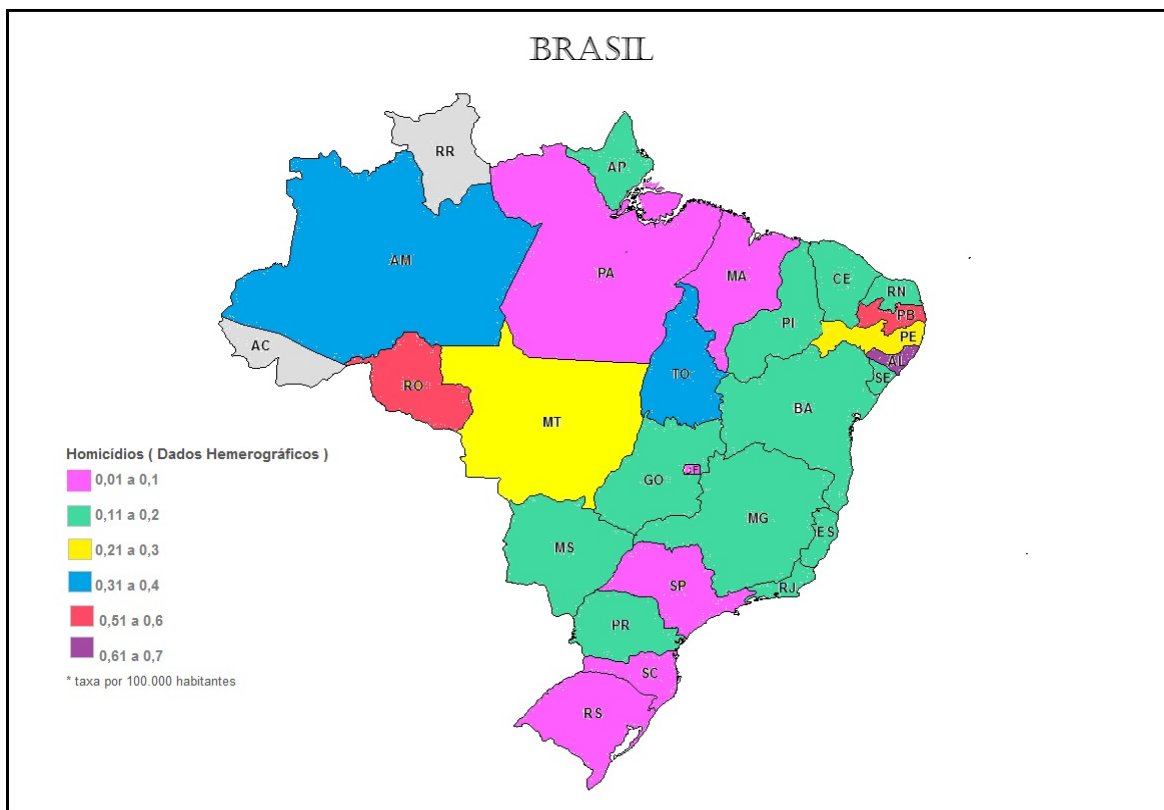 BRASIL
RR
AP
AM
PA
MA
CE
RN
PB
PI
PE
AC
AL
SE
RO
TO
BA
MT
DF
GO
MG
ES
MS
SP
RJ
PR
SC
RS
Homicídios ( Dados Hemerográficos )
0,01 a 0,1
0,11 a 0,2
0,21 a 0,3
0,31 a 0,4
0,51 a 0,6
0,61 a 0,7
* taxa por 100.000 habitantes